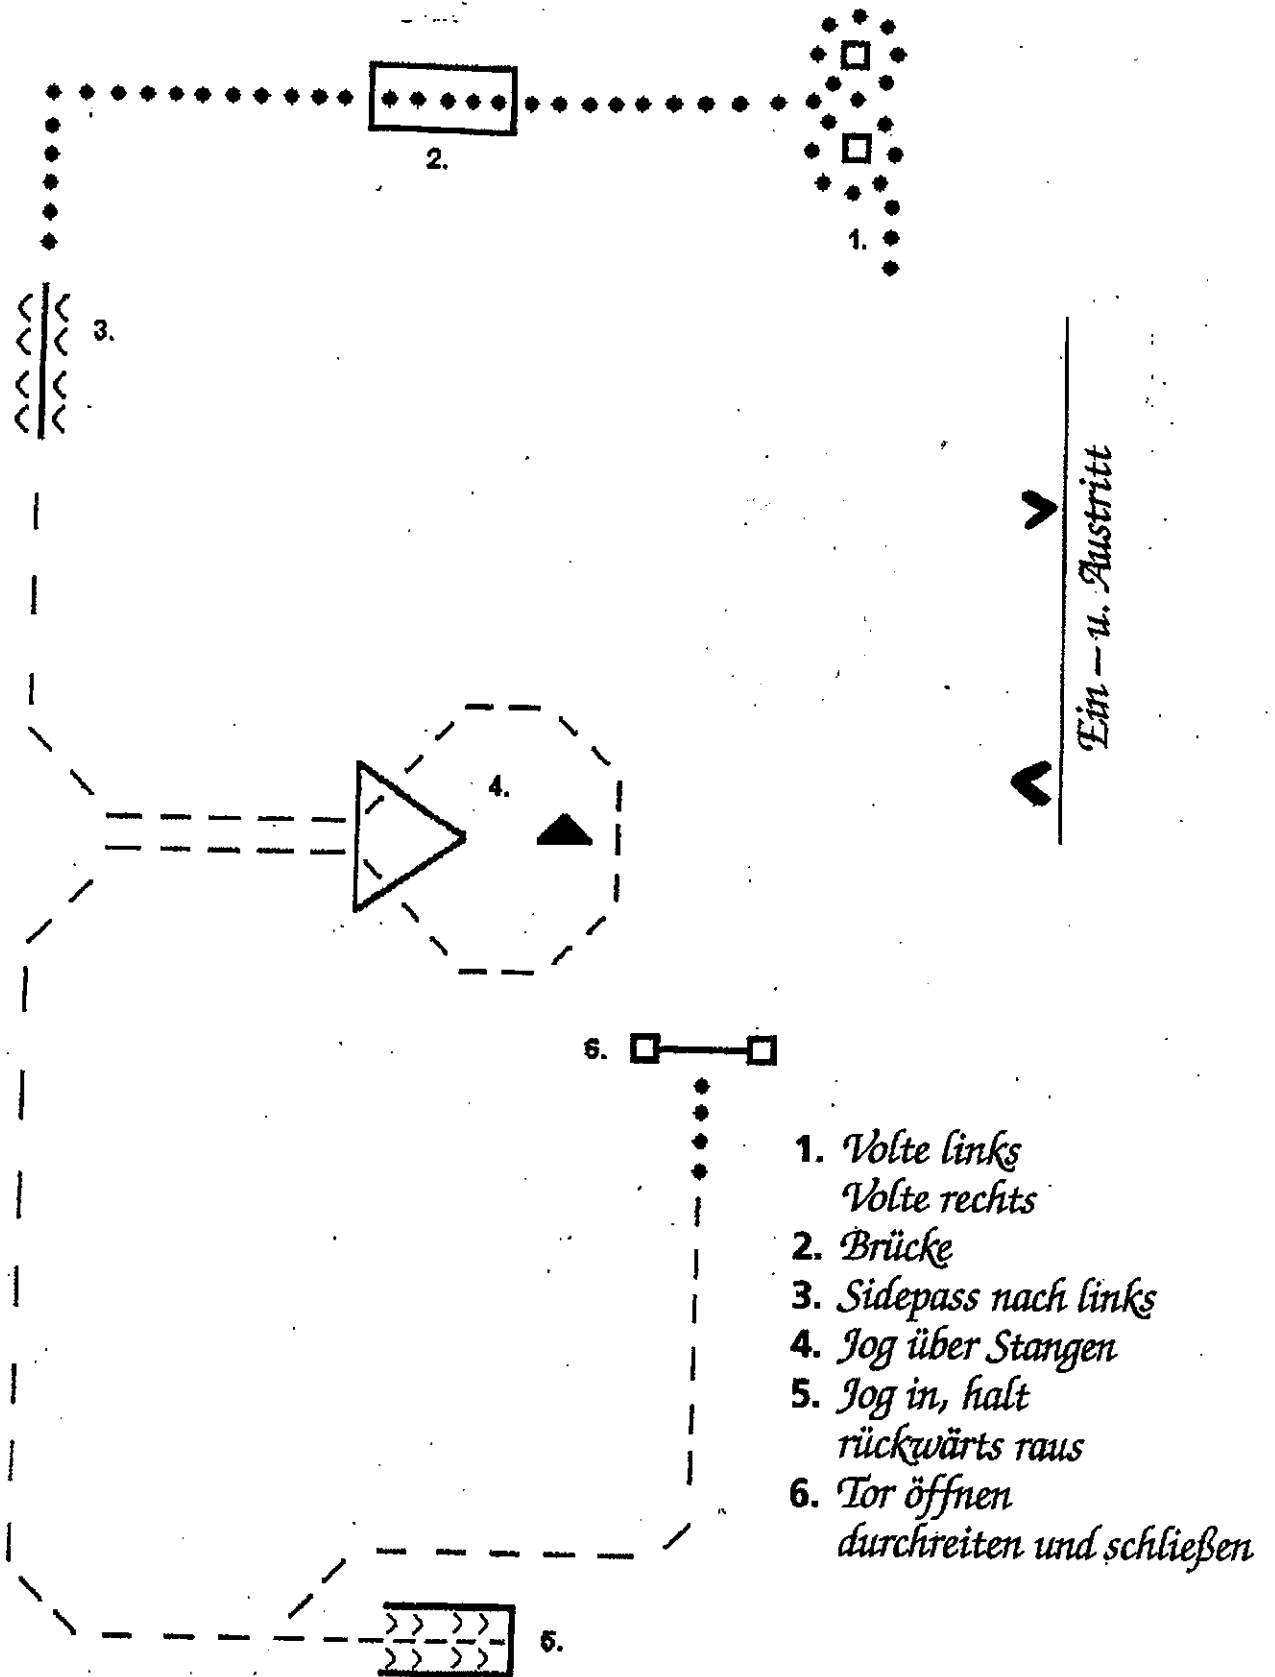 2.
1.
3.
Ein – u. Austritt
4.
6.
1. Volte links
Volte rechts
2. Brücke
3. Sidepass nach links
4. Jog über Stangen
5. Jog in, halt
rückwärts raus
6. Tor öffnen
durchreiten und schließen
5.